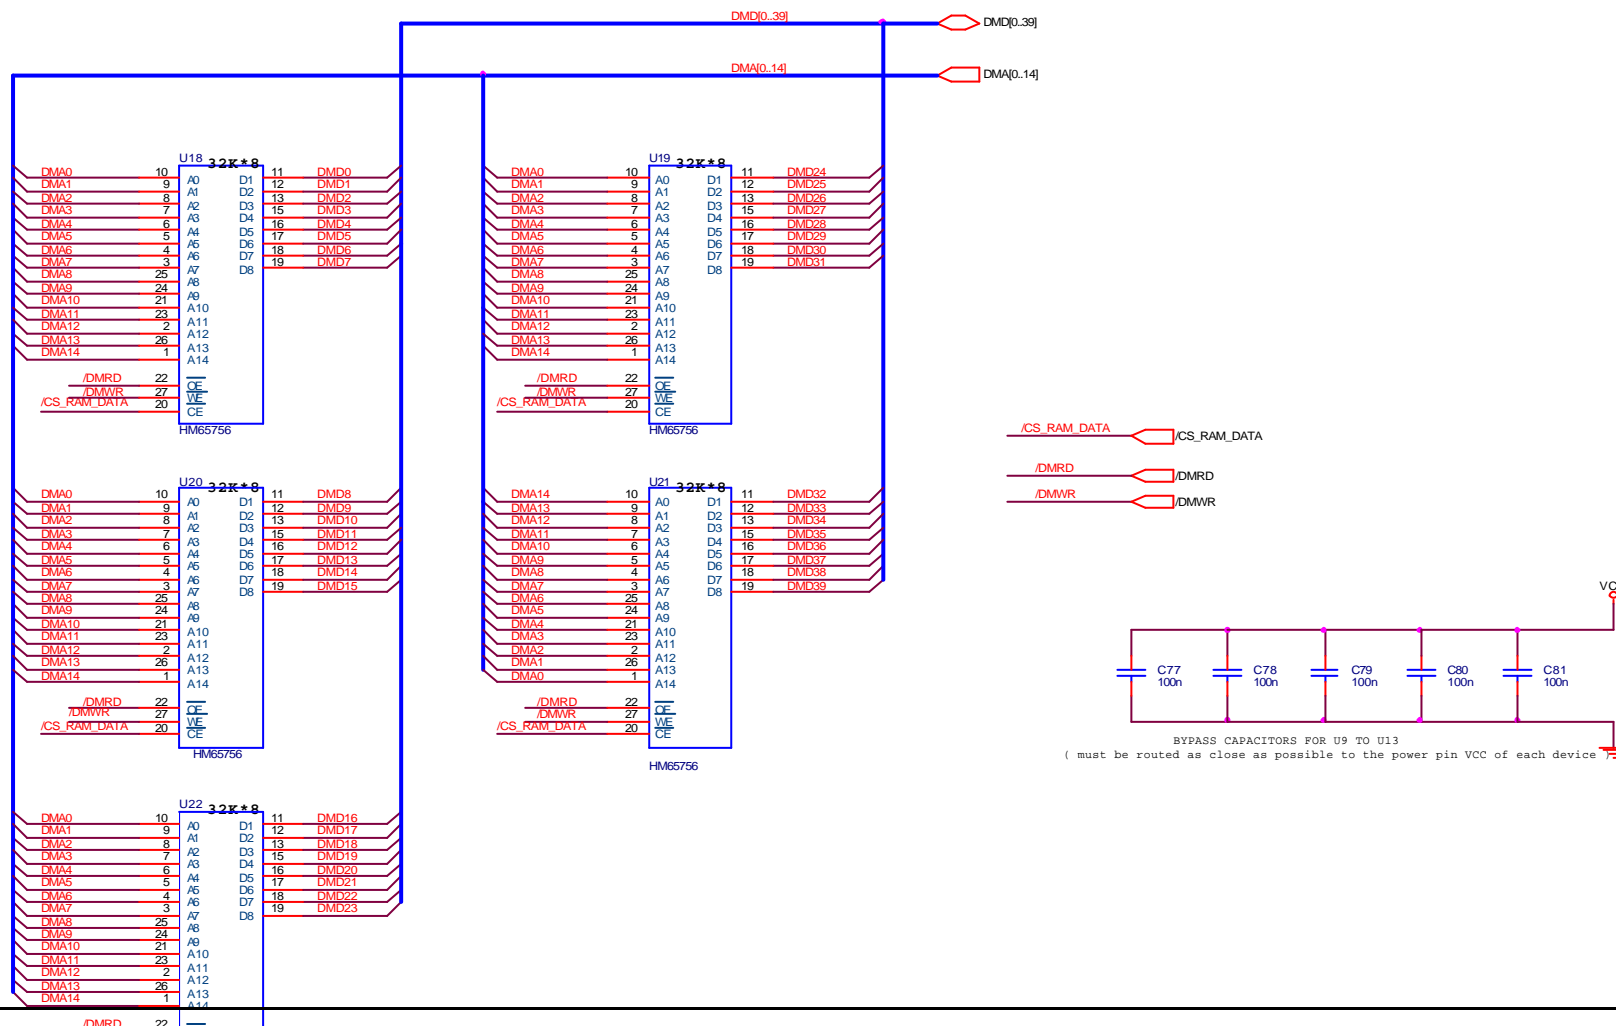 DMD[0..39]
DMD[0..39]
DMA[0..14]
DMA[0..14]
U18 32K*8
DMA0 10 A0 D1 11 DMD0
DMA1 9 A1 D2 12 DMD1
DMA2 8 A2 D3 13 DMD2
DMA3 7 A3 D4 15 DMD3
DMA4 6 A4 D5 16 DMD4
DMA5 5 A5 D6 17 DMD5
DMA6 4 A6 D7 18 DMD6
DMA7 3 A7 D8 19 DMD7
DMA8 25 A8
DMA9 24 A9
DMA10 21 A10
DMA11 23 A11
DMA12 2 A12
DMA13 26 A13
DMA14 1 A14
/DMRD 22 OE
/DMWR 27 WE
/CS_RAM_DATA 20 CE
HM65756
U19 32K*8
DMA0 10 A0 D1 11 DMD24
DMA1 9 A1 D2 12 DMD25
DMA2 8 A2 D3 13 DMD26
DMA3 7 A3 D4 15 DMD27
DMA4 6 A4 D5 16 DMD28
DMA5 5 A5 D6 17 DMD29
DMA6 4 A6 D7 18 DMD30
DMA7 3 A7 D8 19 DMD31
DMA8 25 A8
DMA9 24 A9
DMA10 21 A10
DMA11 23 A11
DMA12 2 A12
DMA13 26 A13
DMA14 1 A14
/DMRD 22 OE
/DMWR 27 WE
/CS_RAM_DATA 20 CE
HM65756
/CS_RAM_DATA /CS_RAM_DATA
/DMRD /DMRD
/DMWR /DMWR
U20 32K*8
DMA0 10 A0 D1 11 DMD8
DMA1 9 A1 D2 12 DMD9
DMA2 8 A2 D3 13 DMD10
DMA3 7 A3 D4 15 DMD11
DMA4 6 A4 D5 16 DMD12
DMA5 5 A5 D6 17 DMD13
DMA6 4 A6 D7 18 DMD14
DMA7 3 A7 D8 19 DMD15
DMA8 25 A8
DMA9 24 A9
DMA10 21 A10
DMA11 23 A11
DMA12 2 A12
DMA13 26 A13
DMA14 1 A14
/DMRD 22 OE
/DMWR 27 WE
/CS_RAM_DATA 20 CE
HM65756
U21 32K*8
DMA14 10 A0 D1 11 DMD32
DMA13 9 A1 D2 12 DMD33
DMA12 8 A2 D3 13 DMD34
DMA11 7 A3 D4 15 DMD35
DMA10 6 A4 D5 16 DMD36
DMA9 5 A5 D6 17 DMD37
DMA8 4 A6 D7 18 DMD38
DMA7 3 A7 D8 19 DMD39
DMA6 25 A8
DMA5 24 A9
DMA4 21 A10
DMA3 23 A11
DMA2 2 A12
DMA1 26 A13
DMA0 1 A14
/DMRD 22 OE
/DMWR 27 WE
/CS_RAM_DATA 20 CE
HM65756
C77 C78 C79 C80 C81
100n 100n 100n 100n 100n
BYPASS CAPACITORS FOR U9 TO U13
( must be routed as close as possible to the power pin VCC of each device )
U22 32K*8
DMA0 10 A0 D1 11 DMD16
DMA1 9 A1 D2 12 DMD17
DMA2 8 A2 D3 13 DMD18
DMA3 7 A3 D4 15 DMD19
DMA4 6 A4 D5 16 DMD20
DMA5 5 A5 D6 17 DMD21
DMA6 4 A6 D7 18 DMD22
DMA7 3 A7 D8 19 DMD23
DMA8 25 A8
DMA9 24 A9
DMA10 21 A10
DMA11 23 A11
DMA12 2 A12
DMA13 26 A13
DMA14 1 A14
/DMRD 22